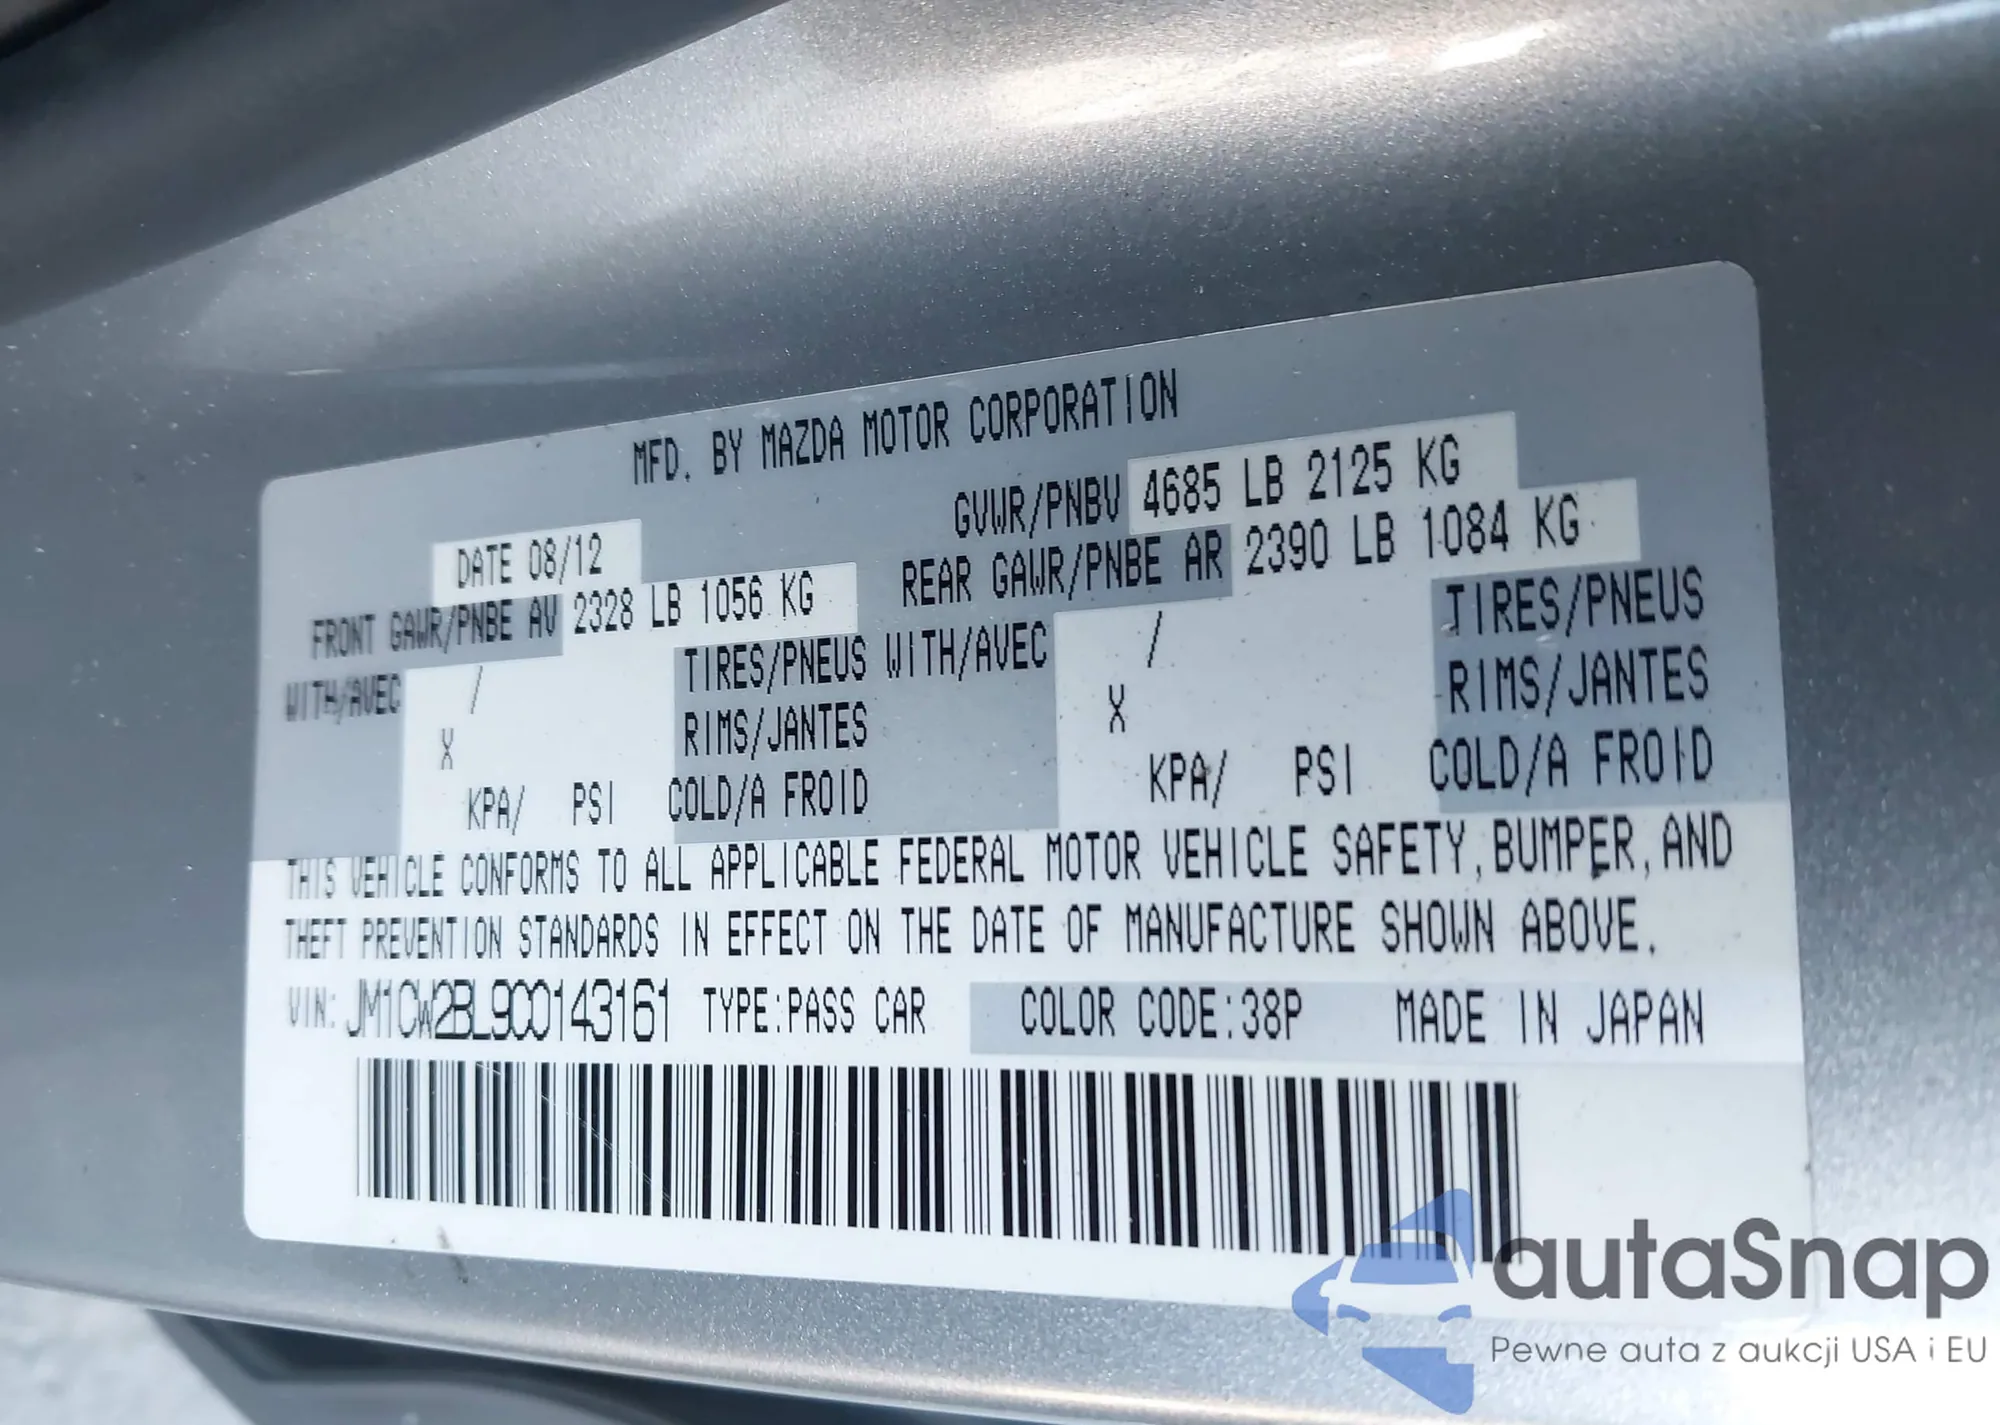 MFD. BY MAZDA MOTOR CORPORATION
DATE 08/12 GVWR/PNBV 4685 LB 2125 KG
FRONT GAWR/PNBE AV 2328 LB 1056 KG REAR GAWR/PNBE AR 2390 LB 1084 KG
WITH/AVEC / TIRES/PNEUS WITH/AVEC / TIRES/PNEUS
X RIMS/JANTES X RIMS/JANTES
KPA/ PSI COLD/A FROID KPA/ PSI COLD/A FROID
THIS VEHICLE CONFORMS TO ALL APPLICABLE FEDERAL MOTOR VEHICLE SAFETY, BUMPER, AND
THEFT PREVENTION STANDARDS IN EFFECT ON THE DATE OF MANUFACTURE SHOWN ABOVE.
VIN: JM1CW2BL9C0143161 TYPE:PASS CAR COLOR CODE:38P MADE IN JAPAN
autaSnap
Pewne auta z aukcji USA i EU